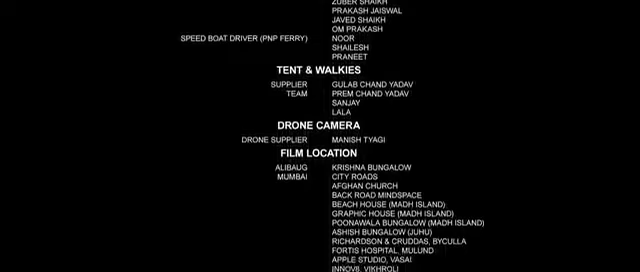 ZUBER SHAIKH
PRAKASH JAISWAL
JAVED SHAIKH
OM PRAKASH
SPEED BOAT DRIVER (PNP FERRY) NOOR
SHAILESH
PRANEET
TENT & WALKIES
SUPPLIER GULAB CHAND YADAV
TEAM PREM CHAND YADAV
SANJAY
LALA
DRONE CAMERA
DRONE SUPPLIER MANISH TYAGI
FILM LOCATION
ALIBAUG KRISHNA BUNGALOW
MUMBAI CITY ROADS
AFGHAN CHURCH
BACK ROAD MINDSPACE
BEACH HOUSE (MADH ISLAND)
GRAPHIC HOUSE (MADH ISLAND)
POONAWALA BUNGALOW (MADH ISLAND)
ASHISH BUNGALOW (JUHU)
RICHARDSON & CRUDDAS, BYCULLA
FORTIS HOSPITAL, MULUND
APPLE STUDIO, VASAI
INNOV8, VIKHROLI